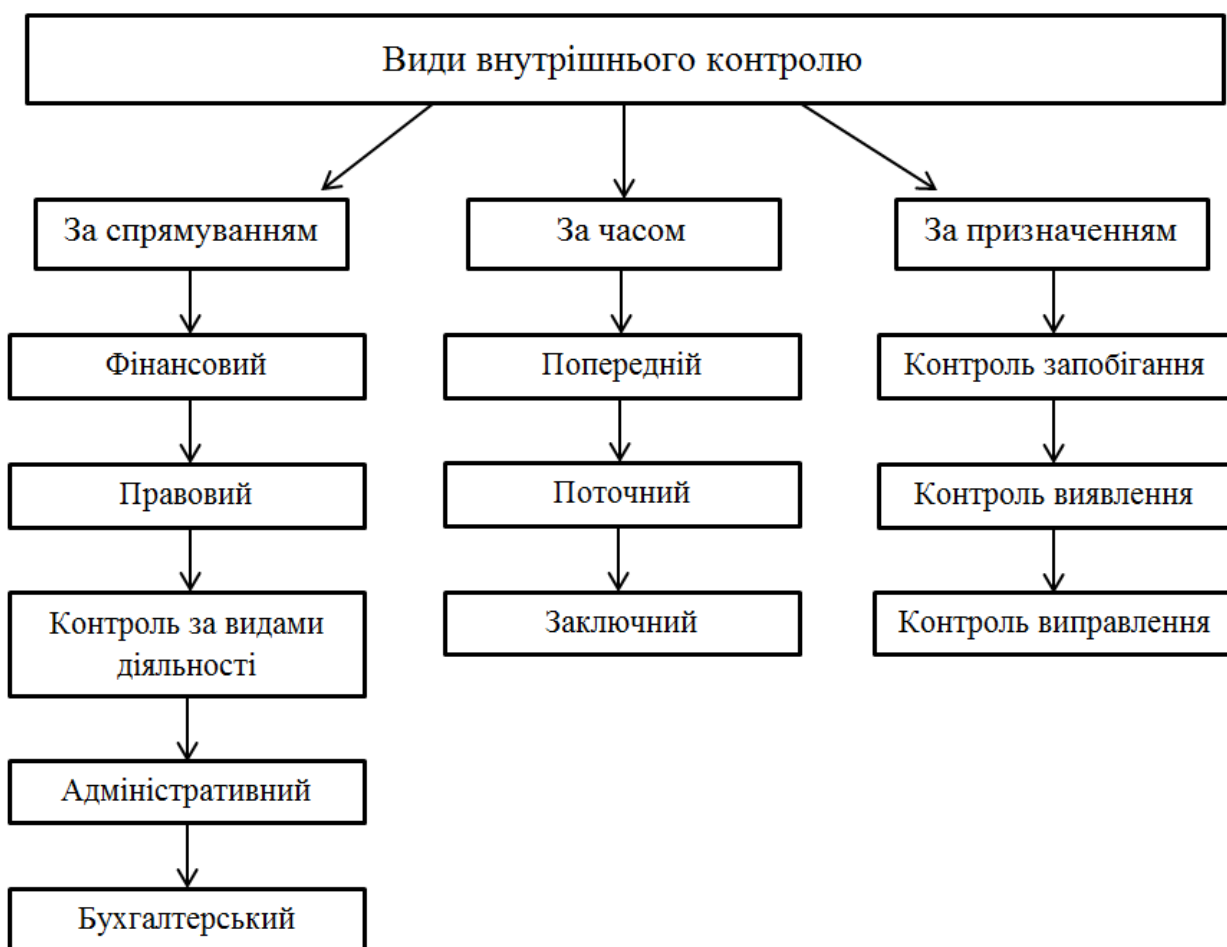 Види внутрішнього контролю
За спрямуванням
Фінансовий
Правовий
Контроль за видами
діяльності
Адміністративний
Бухгалтерський
За часом
Попередній
Поточний
Заключний
За призначенням
Контроль запобігання
Контроль виявлення
Контроль виправлення